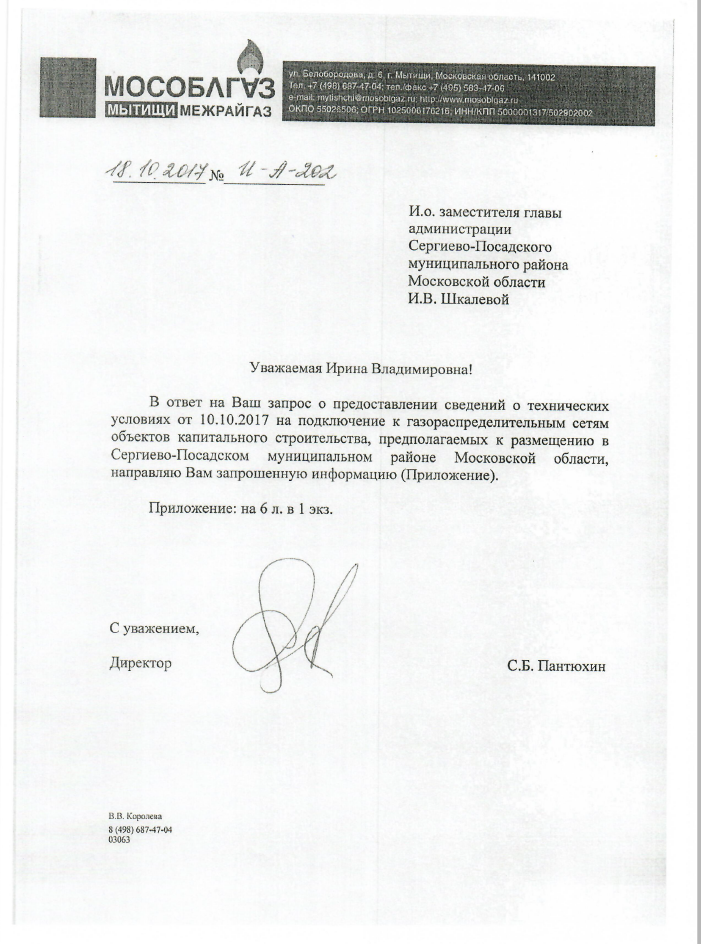 МОСОБЛГАЗ
МЫТИЩИ МЕЖРАЙГАЗ
ул. Белобородова, д. 6, г. Мытищи, Московская область, 141002
Тел. +7 (498) 687-47-04; тел./факс +7 (495) 583-47-06
e-mail: mytishchi@mosoblgaz.ru; http://www.mosoblgaz.ru
ОКПО 55026506; ОГРН 1025006170216; ИНН/КПП 5000001317/502902002
18.10.2017 № И-А-202
И.о. заместителя главы
администрации
Сергиево-Посадского
муниципального района
Московской области
И.В. Шкалевой
Уважаемая Ирина Владимировна!
В ответ на Ваш запрос о предоставлении сведений о технических
условиях от 10.10.2017 на подключение к газораспределительным сетям
объектов капитального строительства, предполагаемых к размещению в
Сергиево-Посадском муниципальном районе Московской области,
направляю Вам запрошенную информацию (Приложение).
Приложение: на 6 л. в 1 экз.
С уважением,
Директор С.Б. Пантюхин
В.В. Королева
8 (498) 687-47-04
03063